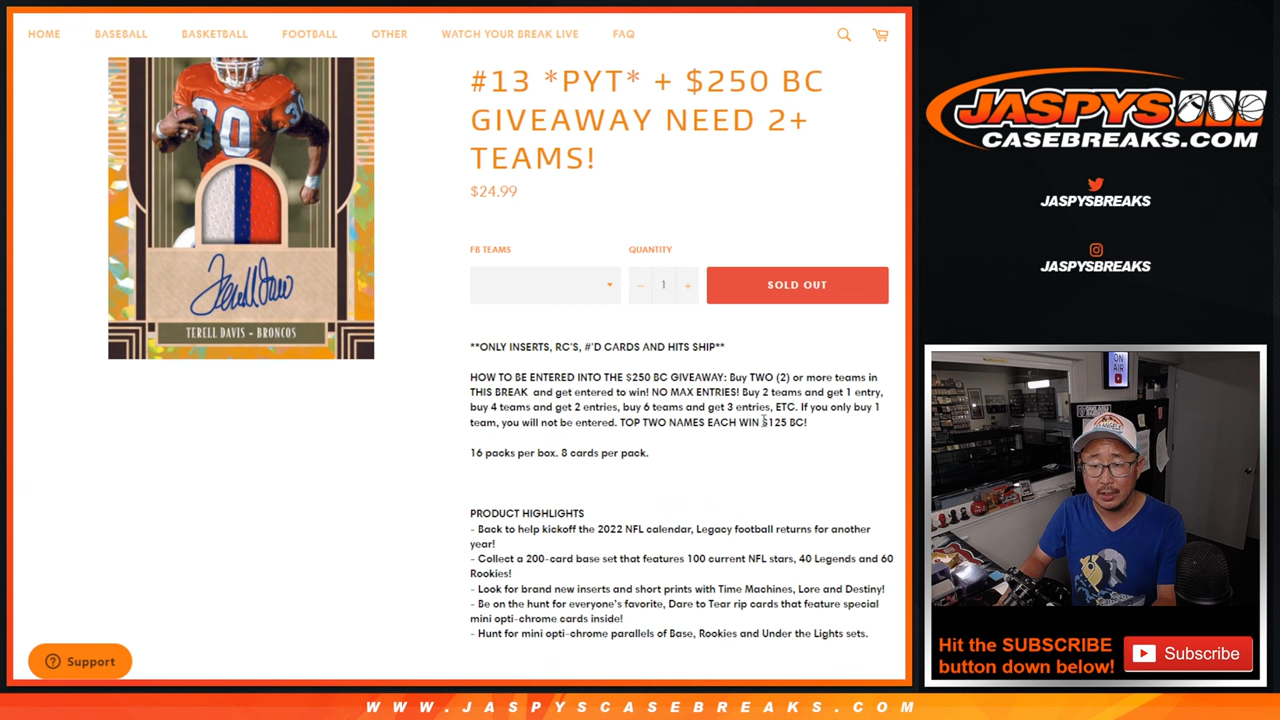 HOME BASEBALL BASKETBALL FOOTBALL OTHER WATCH YOUR BREAK LIVE FAQ
#13 *PYT* + $250 BC
GIVEAWAY NEED 2+
TEAMS!
$24.99
FB TEAMS QUANTITY
− 1 + SOLD OUT
**ONLY INSERTS, RC'S, #'D CARDS AND HITS SHIP**
HOW TO BE ENTERED INTO THE $250 BC GIVEAWAY: Buy TWO (2) or more teams in
THIS BREAK and get entered to win! NO MAX ENTRIES! Buy 2 teams and get 1 entry,
buy 4 teams and get 2 entries, buy 6 teams and get 3 entries, ETC. If you only buy 1
team, you will not be entered. TOP TWO NAMES EACH WIN $125 BC!
16 packs per box. 8 cards per pack.
PRODUCT HIGHLIGHTS
- Back to help kickoff the 2022 NFL calendar, Legacy football returns for another
year!
- Collect a 200-card base set that features 100 current NFL stars, 40 Legends and 60
Rookies!
- Look for brand new inserts and short prints with Time Machines, Lore and Destiny!
- Be on the hunt for everyone's favorite, Dare to Tear rip cards that feature special
mini opti-chrome cards inside!
- Hunt for mini opti-chrome parallels of Base, Rookies and Under the Lights sets.
30
Terrell Davis
TERELL DAVIS - BRONCOS
Support
JASPYS
CASEBREAKS.COM
JASPYSBREAKS
JASPYSBREAKS
ON
AIR
Hit the SUBSCRIBE
button down below!
Subscribe
WWW.JASPYSCASEBREAKS.COM